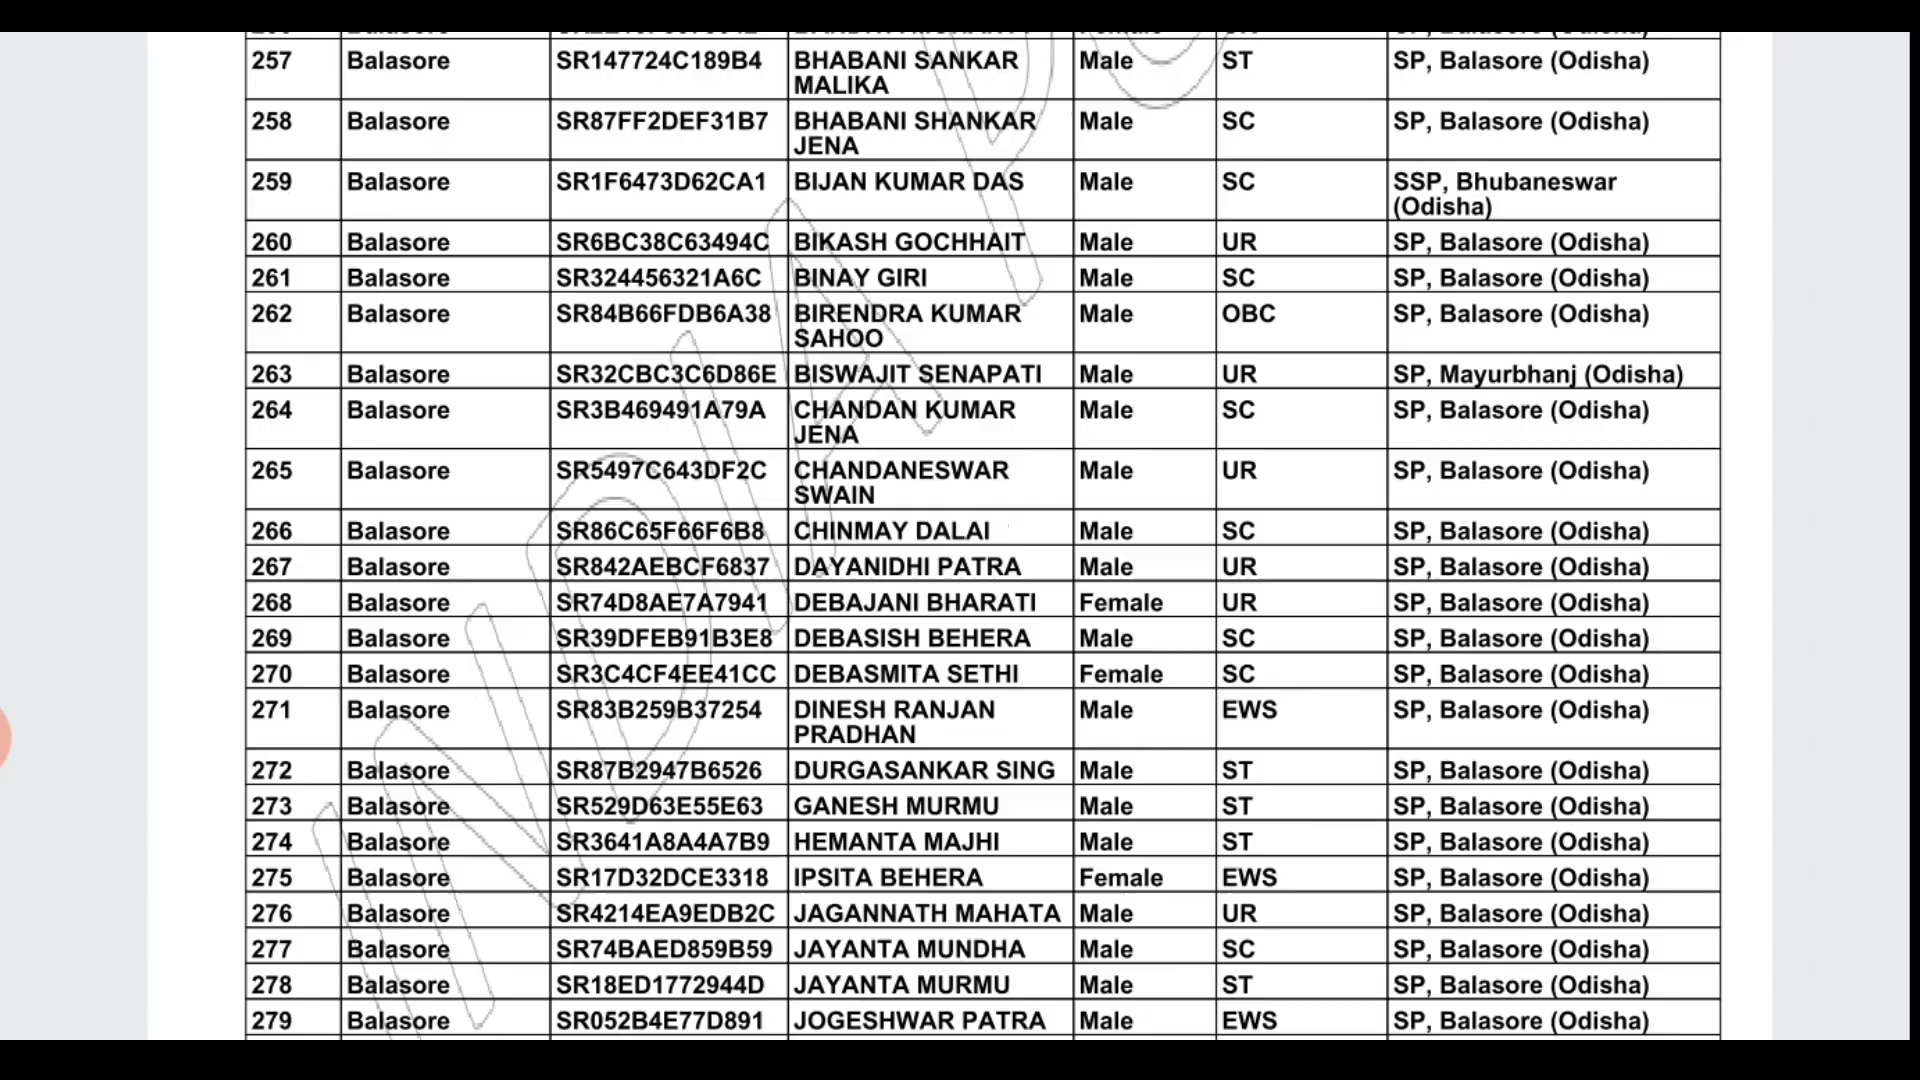 257 Balasore SR147724C189B4 BHABANI SANKAR MALIKA Male ST SP, Balasore (Odisha)
258 Balasore SR87FF2DEF31B7 BHABANI SHANKAR JENA Male SC SP, Balasore (Odisha)
259 Balasore SR1F6473D62CA1 BIJAN KUMAR DAS Male SC SSP, Bhubaneswar (Odisha)
260 Balasore SR6BC38C63494C BIKASH GOCHHAIT Male UR SP, Balasore (Odisha)
261 Balasore SR324456321A6C BINAY GIRI Male SC SP, Balasore (Odisha)
262 Balasore SR84B66FDB6A38 BIRENDRA KUMAR SAHOO Male OBC SP, Balasore (Odisha)
263 Balasore SR32CBC3C6D86E BISWAJIT SENAPATI Male UR SP, Mayurbhanj (Odisha)
264 Balasore SR3B469491A79A CHANDAN KUMAR JENA Male SC SP, Balasore (Odisha)
265 Balasore SR5497C643DF2C CHANDANESWAR SWAIN Male UR SP, Balasore (Odisha)
266 Balasore SR86C65F66F6B8 CHINMAY DALAI Male SC SP, Balasore (Odisha)
267 Balasore SR842AEBCF6837 DAYANIDHI PATRA Male UR SP, Balasore (Odisha)
268 Balasore SR74D8AE7A7941 DEBAJANI BHARATI Female UR SP, Balasore (Odisha)
269 Balasore SR39DFEB91B3E8 DEBASISH BEHERA Male SC SP, Balasore (Odisha)
270 Balasore SR3C4CF4EE41CC DEBASMITA SETHI Female SC SP, Balasore (Odisha)
271 Balasore SR83B259B37254 DINESH RANJAN PRADHAN Male EWS SP, Balasore (Odisha)
272 Balasore SR87B2947B6526 DURGASANKAR SING Male ST SP, Balasore (Odisha)
273 Balasore SR529D63E55E63 GANESH MURMU Male ST SP, Balasore (Odisha)
274 Balasore SR3641A8A4A7B9 HEMANTA MAJHI Male ST SP, Balasore (Odisha)
275 Balasore SR17D32DCE3318 IPSITA BEHERA Female EWS SP, Balasore (Odisha)
276 Balasore SR4214EA9EDB2C JAGANNATH MAHATA Male UR SP, Balasore (Odisha)
277 Balasore SR74BAED859B59 JAYANTA MUNDHA Male SC SP, Balasore (Odisha)
278 Balasore SR18ED1772944D JAYANTA MURMU Male ST SP, Balasore (Odisha)
279 Balasore SR052B4E77D891 JOGESHWAR PATRA Male EWS SP, Balasore (Odisha)
INDIA